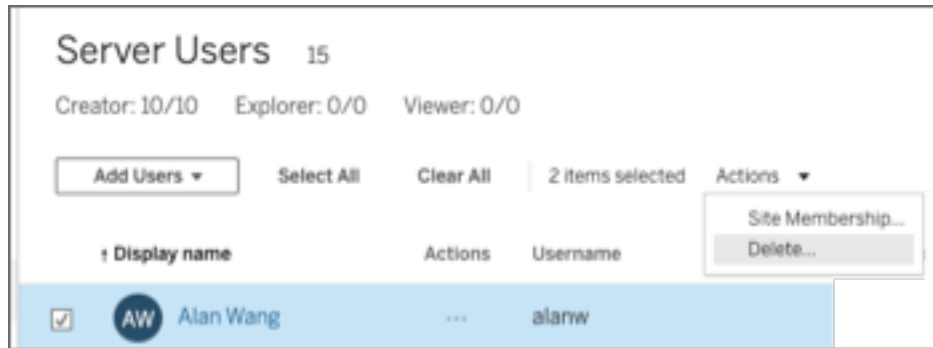 Server Users 15
Creator: 10/10 Explorer: 0/0 Viewer: 0/0
Add Users Select All Clear All 2 items selected Actions
Site Membership...
Delete...
↑ Display name Actions Username
AW Alan Wang ... alanw